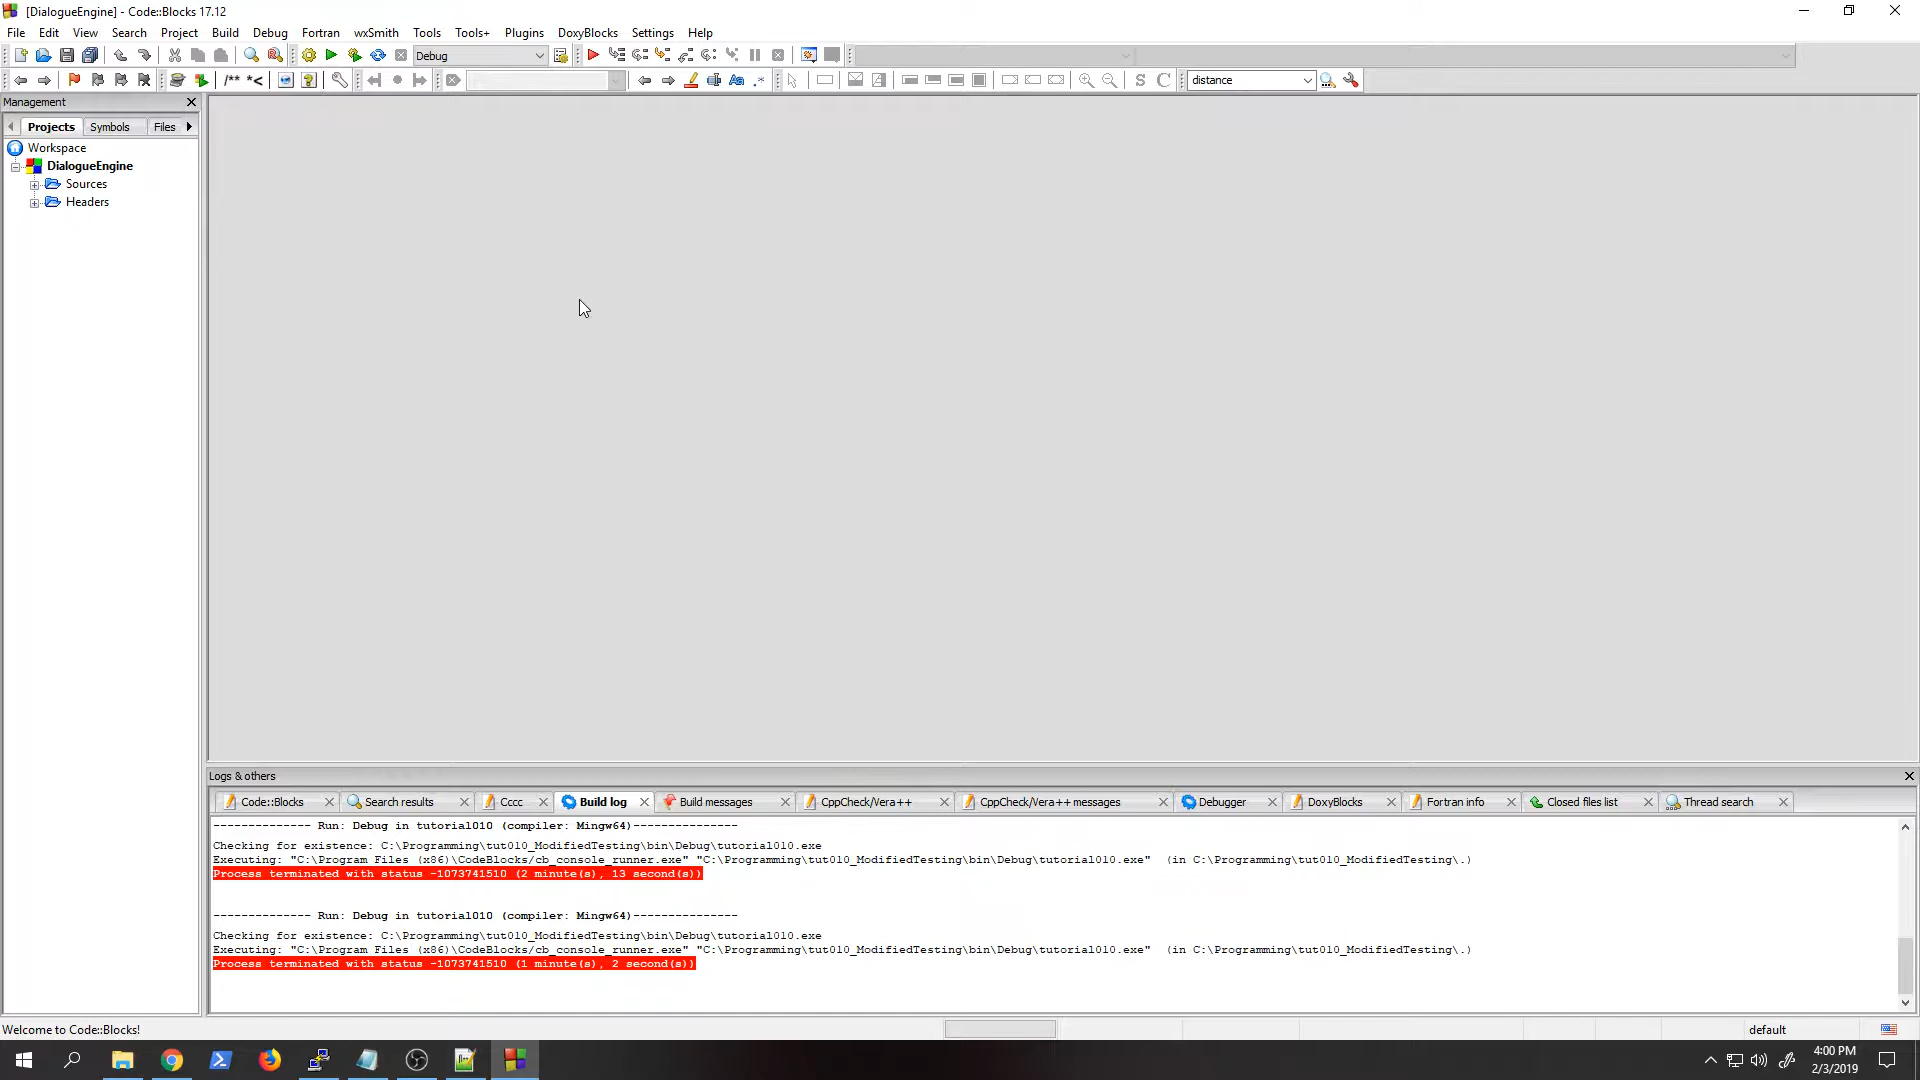 [DialogueEngine] - Code::Blocks 17.12
File Edit View Search Project Build Debug Fortran wxSmith Tools Tools+ Plugins DoxyBlocks Settings Help
Debug
/** *< distance
Management
Projects Symbols Files
Workspace
DialogueEngine
Sources
Headers
Logs & others
Code::Blocks Search results Cccc Build log Build messages CppCheck/Vera++ CppCheck/Vera++ messages Debugger DoxyBlocks Fortran info Closed files list Thread search
-------------- Run: Debug in tutorial010 (compiler: Mingw64)---------------
Checking for existence: C:\Programming\tut010_ModifiedTesting\bin\Debug\tutorial010.exe
Executing: "C:\Program Files (x86)\CodeBlocks/cb_console_runner.exe" "C:\Programming\tut010_ModifiedTesting\bin\Debug\tutorial010.exe"  (in C:\Programming\tut010_ModifiedTesting\.)
Process terminated with status -1073741510 (2 minute(s), 13 second(s))
-------------- Run: Debug in tutorial010 (compiler: Mingw64)---------------
Checking for existence: C:\Programming\tut010_ModifiedTesting\bin\Debug\tutorial010.exe
Executing: "C:\Program Files (x86)\CodeBlocks/cb_console_runner.exe" "C:\Programming\tut010_ModifiedTesting\bin\Debug\tutorial010.exe"  (in C:\Programming\tut010_ModifiedTesting\.)
Process terminated with status -1073741510 (1 minute(s), 2 second(s))
Welcome to Code::Blocks!
default
4:00 PM
2/3/2019